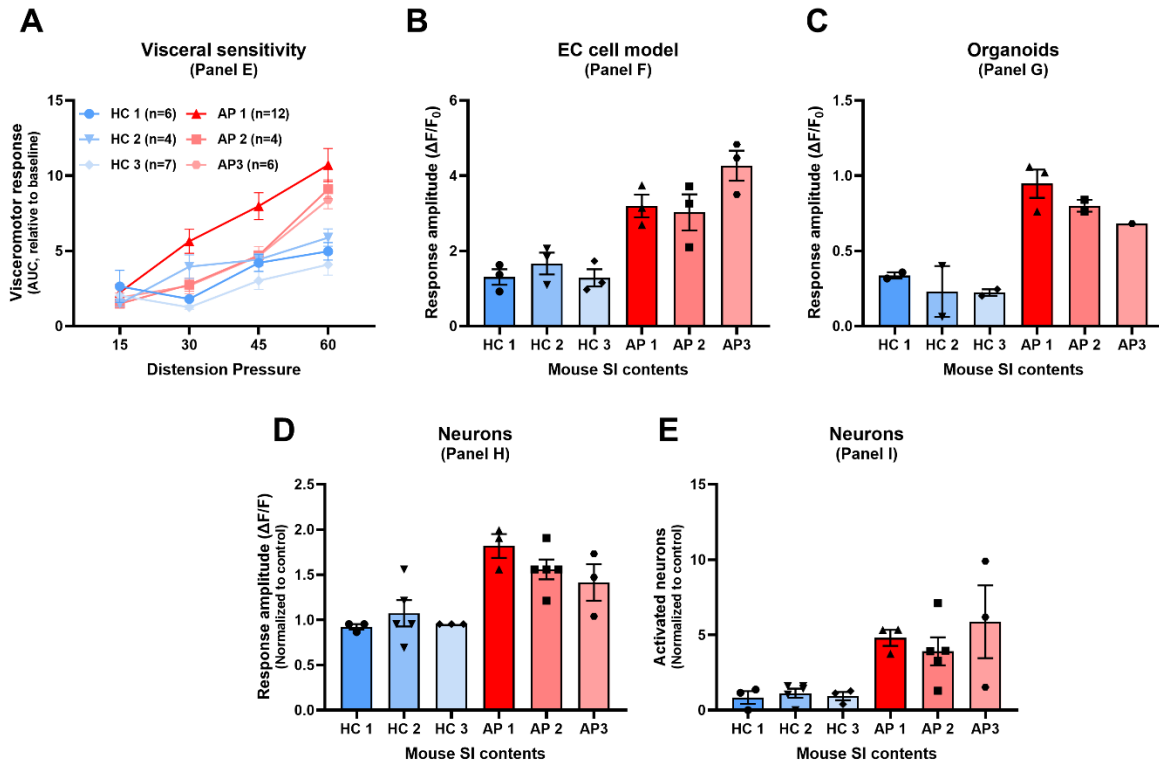 A
Visceral sensitivity
(Panel E)
Visceromotor response
(AUC, relative to baseline)
15
10
5
0
HC 1 (n=6)
AP 1 (n=12)
HC 2 (n=4)
AP 2 (n=4)
HC 3 (n=7)
AP3 (n=6)
15 30 45 60
Distension Pressure
B
EC cell model
(Panel F)
Response amplitude (ΔF/F₀)
6
4
2
0
HC 1 HC 2 HC 3 AP 1 AP 2 AP3
Mouse SI contents
C
Organoids
(Panel G)
Response amplitude (ΔF/F₀)
1.5
1.0
0.5
0.0
HC 1 HC 2 HC 3 AP 1 AP 2 AP3
Mouse SI contents
D
Neurons
(Panel H)
Response amplitude (ΔF/F)
(Normalized to control)
2.5
2.0
1.5
1.0
0.5
0.0
HC 1 HC 2 HC 3 AP 1 AP 2 AP3
Mouse SI contents
E
Neurons
(Panel I)
Activated neurons
(Normalized to control)
15
10
5
0
HC 1 HC 2 HC 3 AP 1 AP 2 AP3
Mouse SI contents